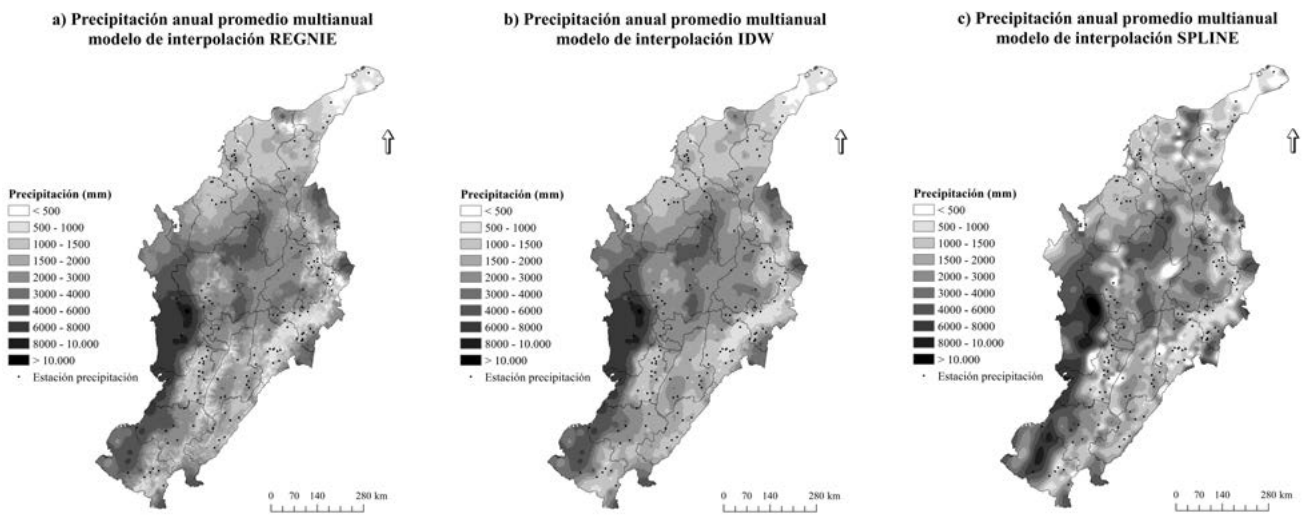 a) Precipitación anual promedio multianual
modelo de interpolación REGNIE
Precipitación (mm)
< 500
500 - 1000
1000 - 1500
1500 - 2000
2000 - 3000
3000 - 4000
4000 - 6000
6000 - 8000
8000 - 10.000
> 10.000
Estación precipitación
0 70 140 280 km
b) Precipitación anual promedio multianual
modelo de interpolación IDW
Precipitación (mm)
< 500
500 - 1000
1000 - 1500
1500 - 2000
2000 - 3000
3000 - 4000
4000 - 6000
6000 - 8000
8000 - 10.000
> 10.000
Estación precipitación
0 70 140 280 km
c) Precipitación anual promedio multianual
modelo de interpolación SPLINE
Precipitación (mm)
< 500
500 - 1000
1000 - 1500
1500 - 2000
2000 - 3000
3000 - 4000
4000 - 6000
6000 - 8000
8000 - 10.000
> 10.000
Estación precipitación
0 70 140 280 km